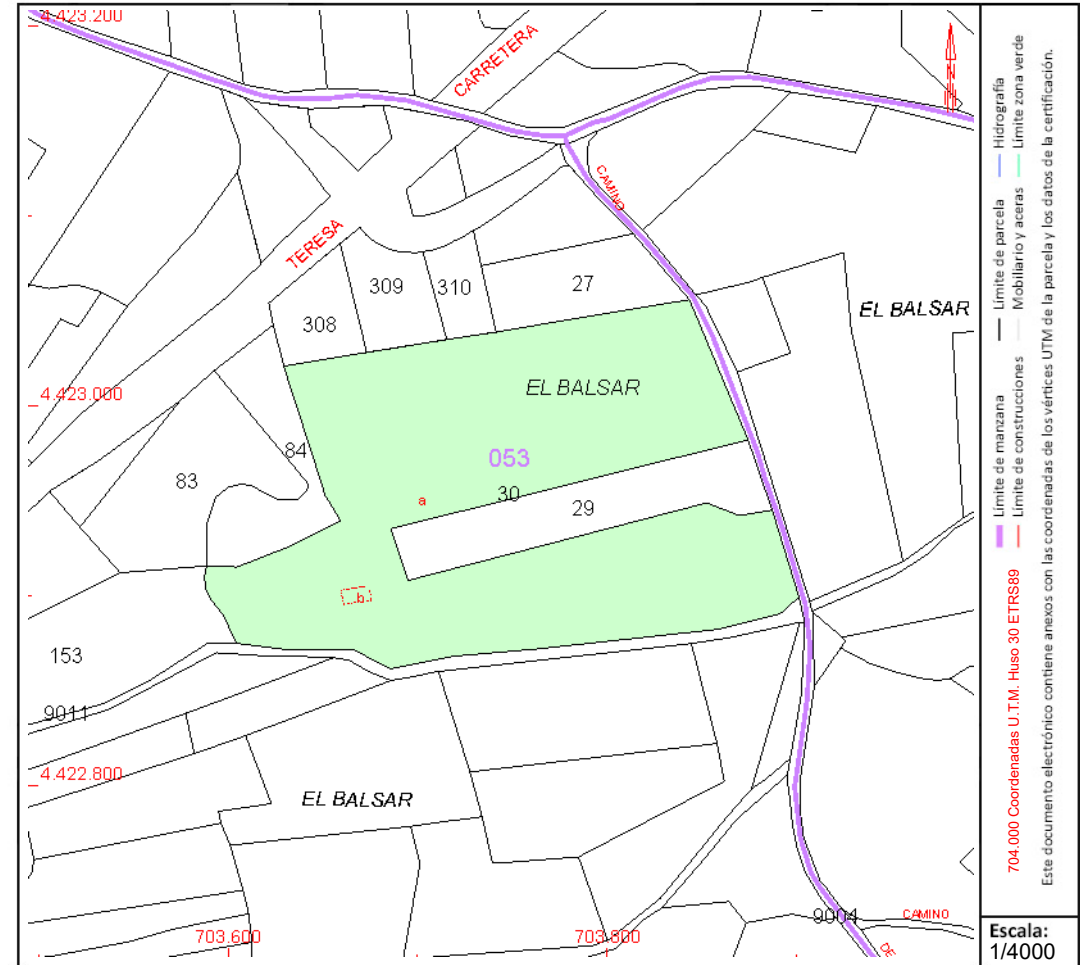 4.423.200
CARRETERA
TERESA
CAMINO
309
310
27
308
EL BALSAR
EL BALSAR
4.423.000
053
84
83
a
30
29
b
153
9011
4.422.800
EL BALSAR
703.600
703.800
9004
CAMINO
DE
N
Límite de manzana
Límite de parcela
Hidrografía
704.000 Coordenadas U.T.M. Huso 30 ETRS89
Límite de construcciones
Mobiliario y aceras
Límite zona verde
Este documento electrónico contiene anexos con las coordenadas de los vértices UTM de la parcela y los datos de la certificación.
Escala:
1/4000